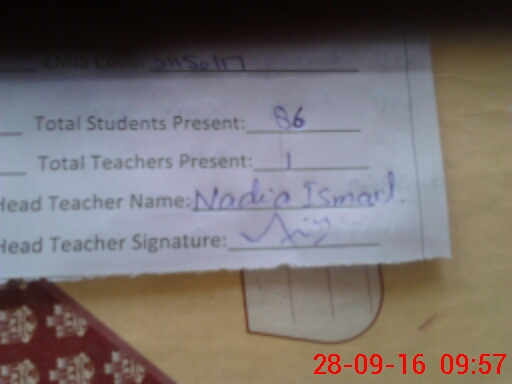 EMIS Code: 31150117
Total Students Present: 86
Total Teachers Present: 1
Head Teacher Name: Nadia Ismail.
Head Teacher Signature:
28-09-16 09:57